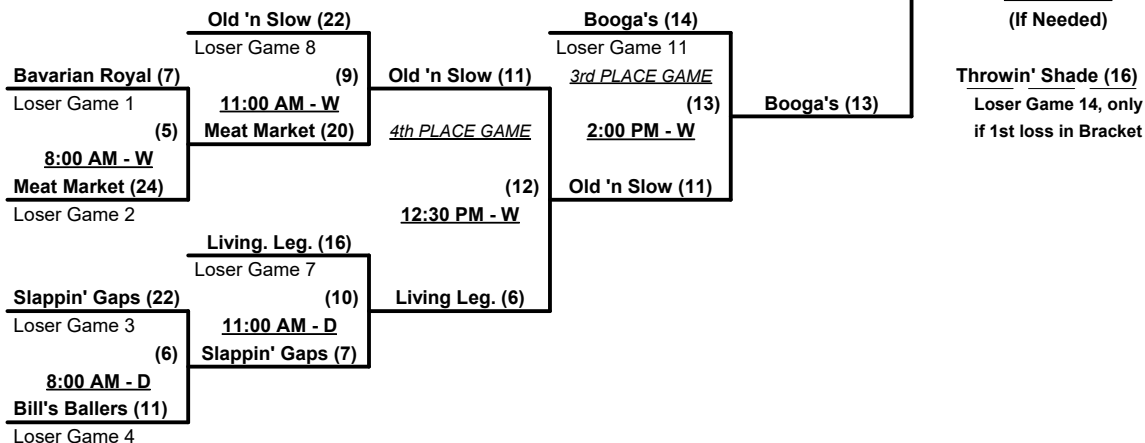 Old 'n Slow (22)
Booga's (14)
(If Needed)
Loser Game 8
Loser Game 11
Bavarian Royal (7)
(9)
Old 'n Slow (11)
3rd PLACE GAME
Throwin' Shade (16)
Loser Game 1
11:00 AM - W
(13)
Booga's (13)
Loser Game 14, only
(5)
Meat Market (20)
4th PLACE GAME
2:00 PM - W
if 1st loss in Bracket
8:00 AM - W
Meat Market (24)
(12)
Old 'n Slow (11)
Loser Game 2
12:30 PM - W
Living. Leg. (16)
Loser Game 7
Slappin' Gaps (22)
(10)
Living Leg. (6)
Loser Game 3
11:00 AM - D
(6)
Slappin' Gaps (7)
8:00 AM - D
Bill's Ballers (11)
Loser Game 4